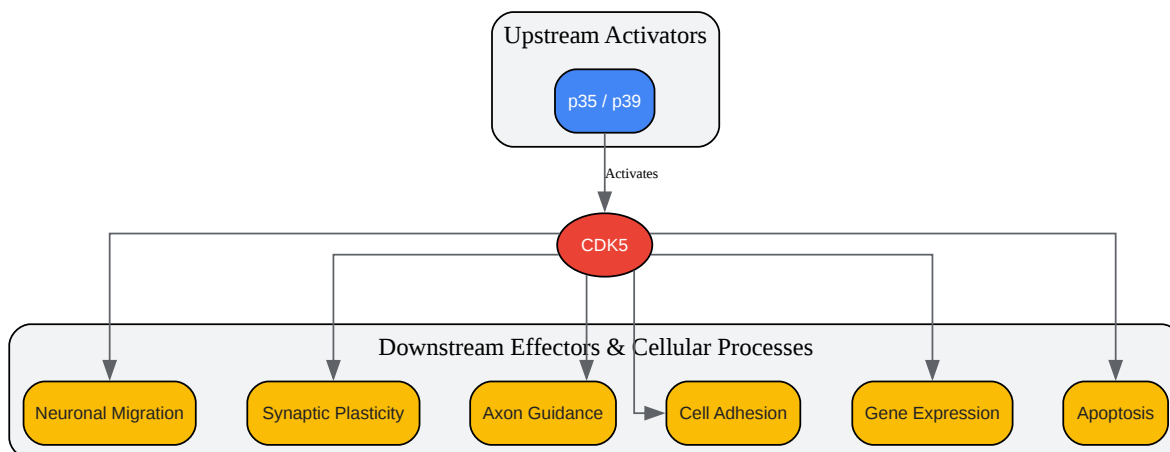 Upstream Activators
p35 / p39
Activates
CDK5
Downstream Effectors & Cellular Processes
Neuronal Migration
Synaptic Plasticity
Axon Guidance
Cell Adhesion
Gene Expression
Apoptosis